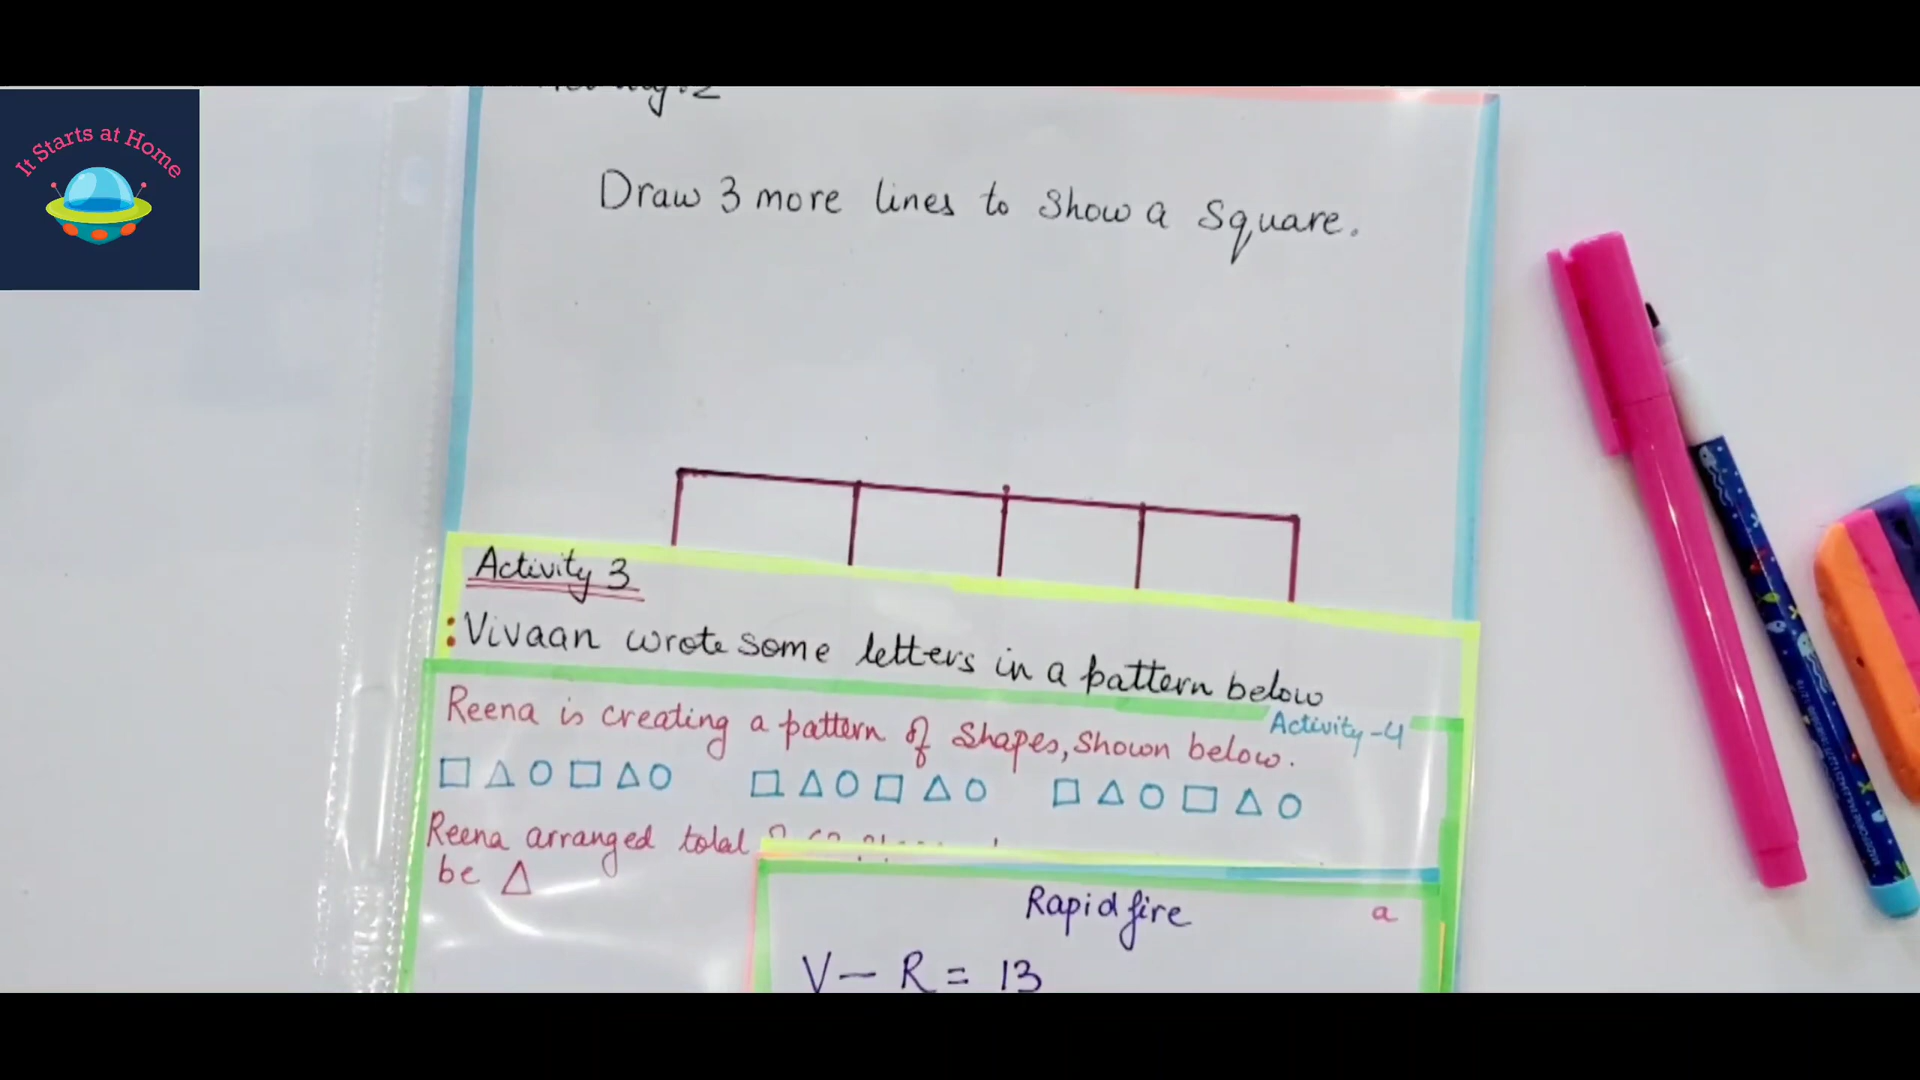 It Starts at Home
Draw 3 more lines to show a square.
Activity 3
:Vivaan wrote some letters in a pattern below
Activity-4
Reena is creating a pattern of shapes, shown below.
□ △ ○ □ △ ○ □ △ ○ □ △ ○ □ △ ○ □ △ ○
Reena arranged total
be △
Rapid fire
a
V - R = 13